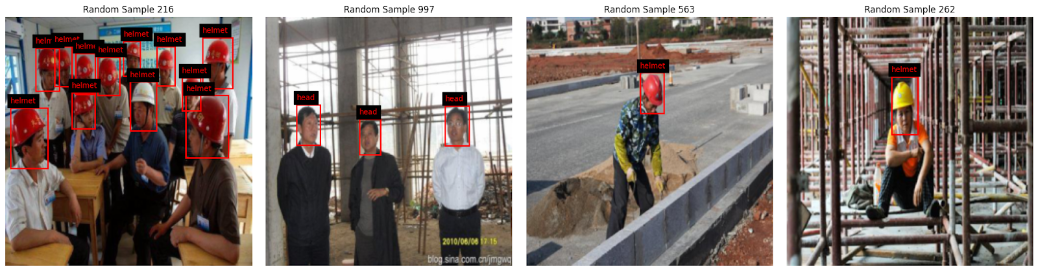 Random Sample 216
helmet
helmet
helmet
helmet
helmet
helmet
helmet
helmet
helmet
helmet
helmet
helmet
Random Sample 997
head
head
head
2010/06/06 17:15
blog.sina.com.cn/jmgwq
Random Sample 563
helmet
Random Sample 262
helmet